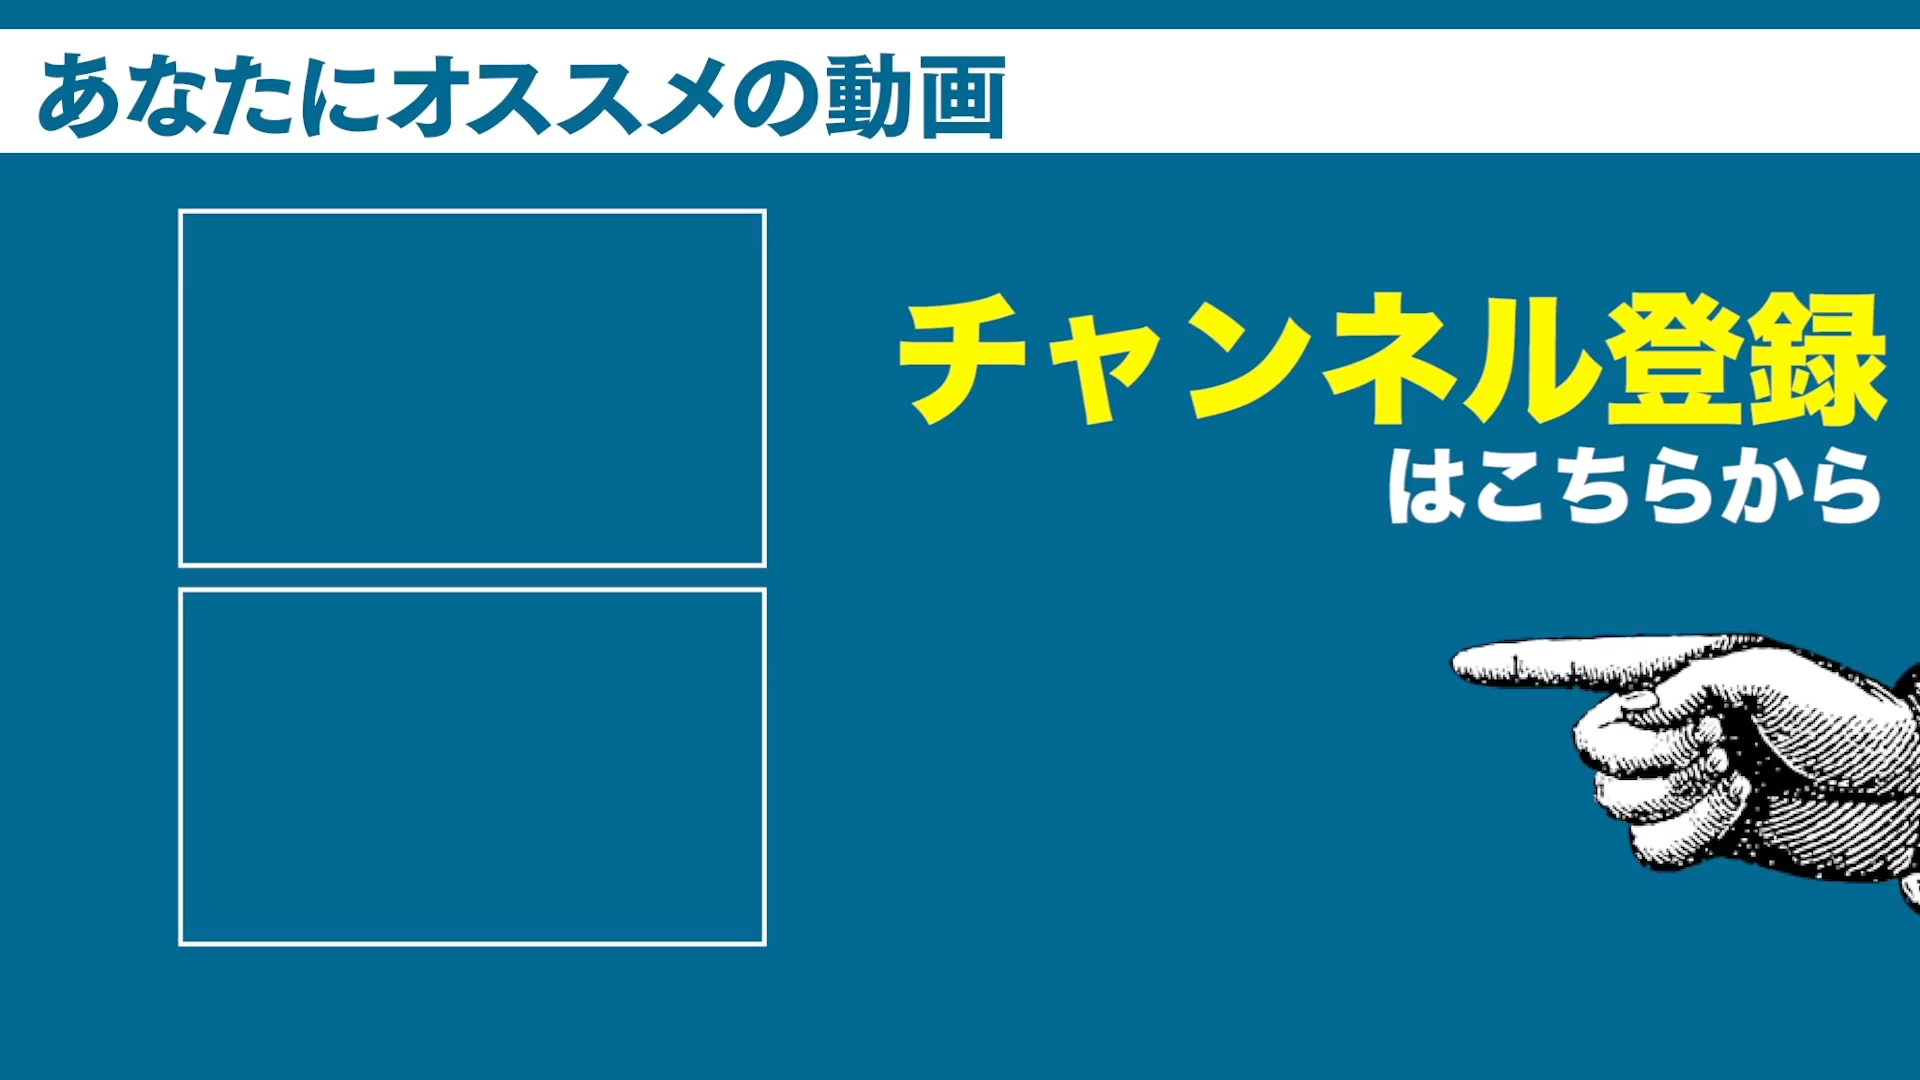 あなたにオススメの動画
チャンネル登録
はこちらから